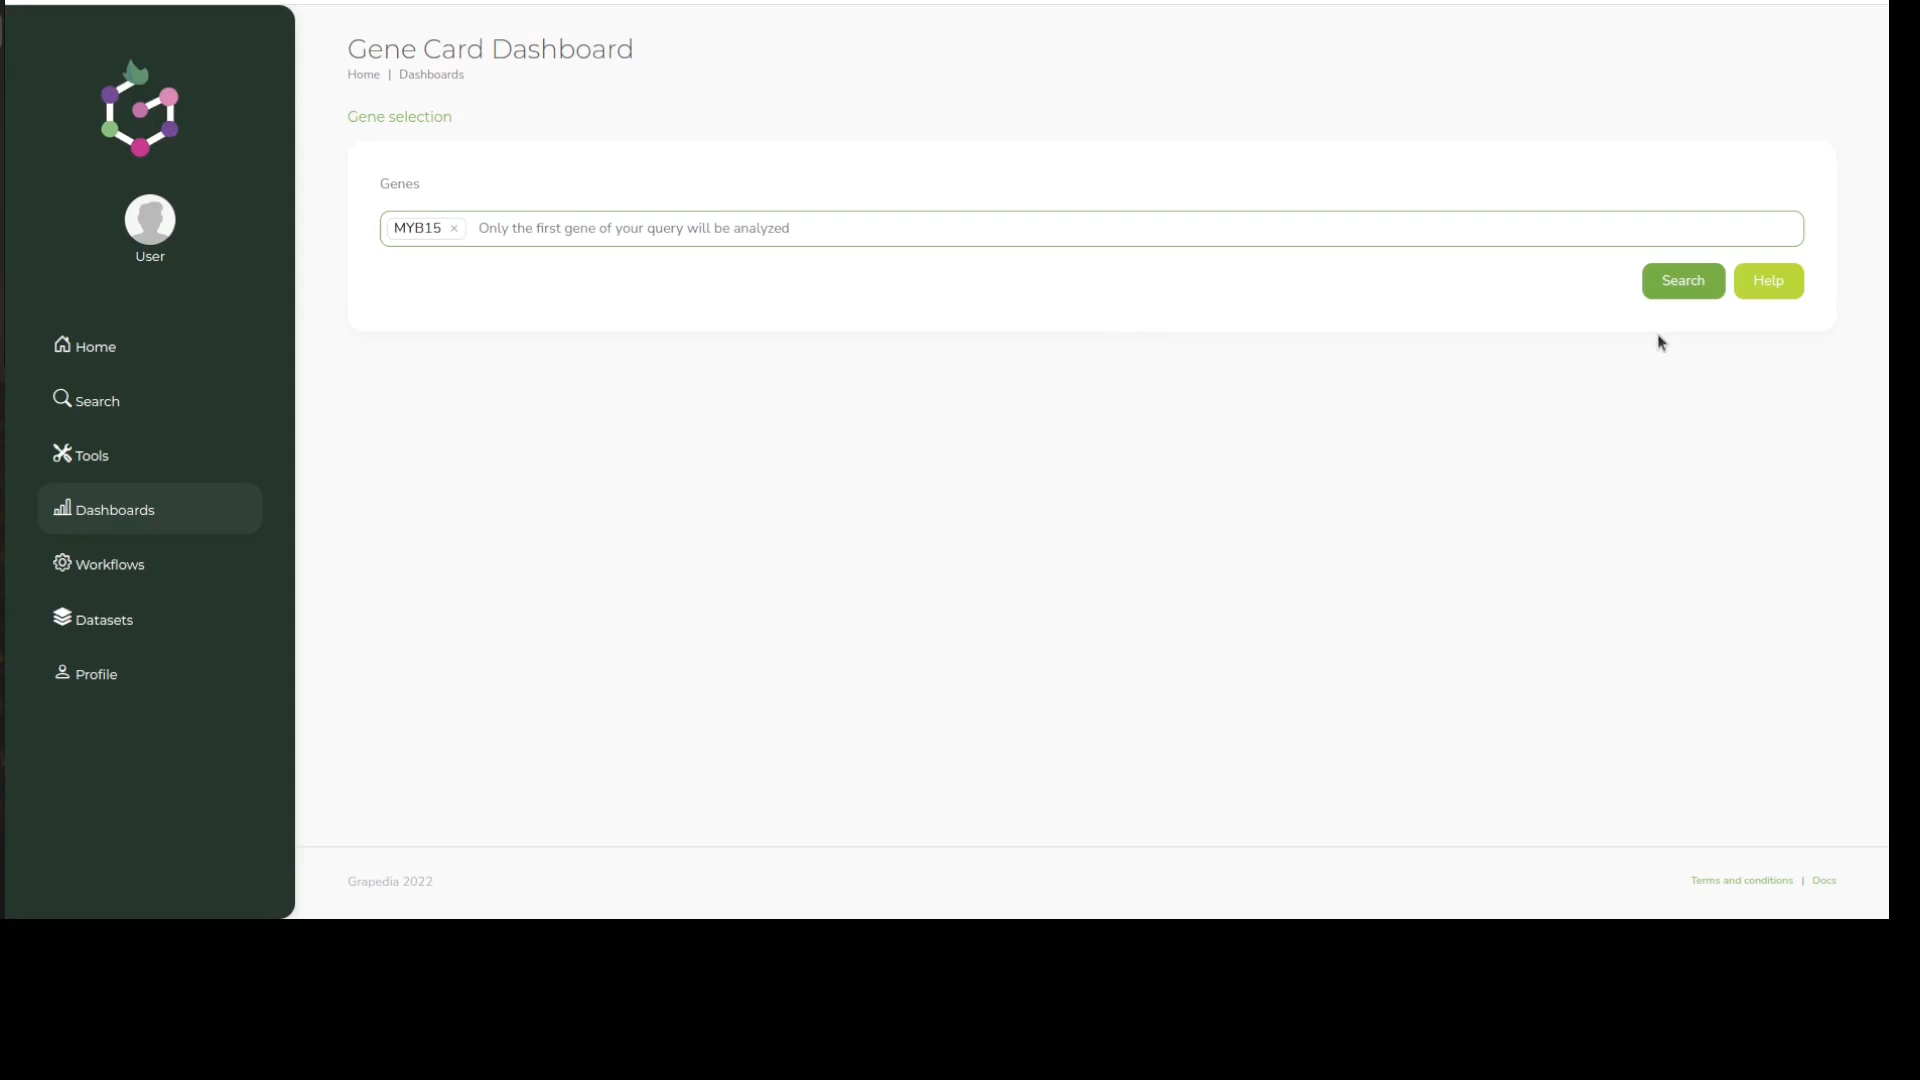 Gene Card Dashboard
Home | Dashboards
Gene selection
Genes
MYB15 × Only the first gene of your query will be analyzed
Search Help
User
Home
Search
Tools
Dashboards
Workflows
Datasets
Profile
Grapedia 2022
Terms and conditions | Docs